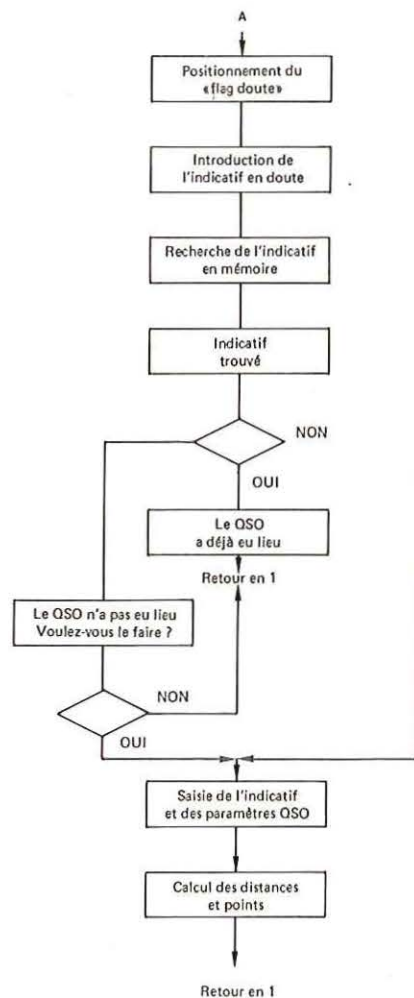 A
Positionnement du
«flag doute»
Introduction de
l'indicatif en doute
Recherche de l'indicatif
en mémoire
Indicatif
trouvé
NON
OUI
Le QSO
a déjà eu lieu
Retour en 1
Le QSO n'a pas eu lieu
Voulez-vous le faire ?
NON
OUI
Saisie de l'indicatif
et des paramètres QSO
Calcul des distances
et points
Retour en 1